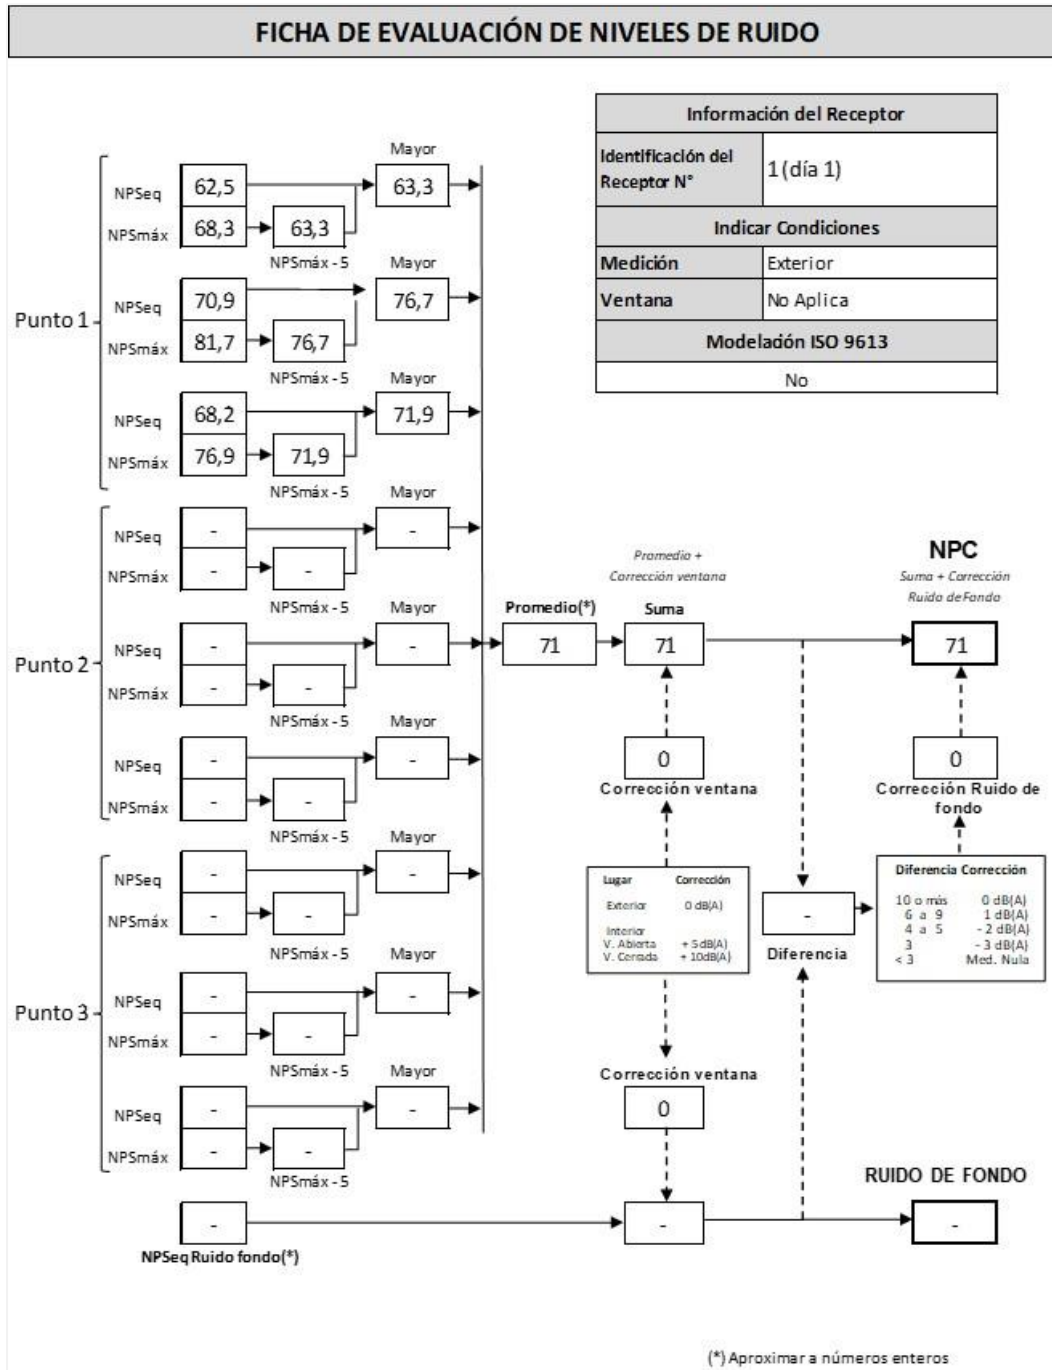 FICHA DE EVALUACIÓN DE NIVELES DE RUIDO
Información del Receptor
Identificación del Receptor N° 1 (día 1)
Indicar Condiciones
Medición Exterior
Ventana No Aplica
Modelación ISO 9613
No
Punto 1
Mayor
NPSeq 62,5 63,3
NPSmáx 68,3 63,3
NPSmáx - 5
Mayor
NPSeq 70,9 76,7
NPSmáx 81,7 76,7
NPSmáx - 5
Mayor
NPSeq 68,2 71,9
NPSmáx 76,9 71,9
NPSmáx - 5
Punto 2
Mayor
NPSeq - -
NPSmáx - -
NPSmáx - 5
Mayor
NPSeq - -
NPSmáx - -
NPSmáx - 5
Mayor
NPSeq - -
NPSmáx - -
NPSmáx - 5
Punto 3
Mayor
NPSeq - -
NPSmáx - -
NPSmáx - 5
Mayor
NPSeq - -
NPSmáx - -
NPSmáx - 5
Mayor
NPSeq - -
NPSmáx - -
NPSmáx - 5
-
NPSeq Ruido fondo(*)
Promedio(*)
71
Promedio +
Corrección ventana
Suma
71
0
Corrección ventana
Lugar Corrección
Exterior 0 dB(A)
Interior
V. Abierta + 5 dB(A)
V. Cerrada + 10dB(A)
Corrección ventana
0
-
-
Diferencia
NPC
Suma + Corrección
Ruido de Fondo
71
0
Corrección Ruido de
fondo
Diferencia Corrección
10 o más 0 dB(A)
6 a 9 1 dB(A)
4 a 5 - 2 dB(A)
3 - 3 dB(A)
< 3 Med. Nula
RUIDO DE FONDO
-
(*) Aproximar a números enteros